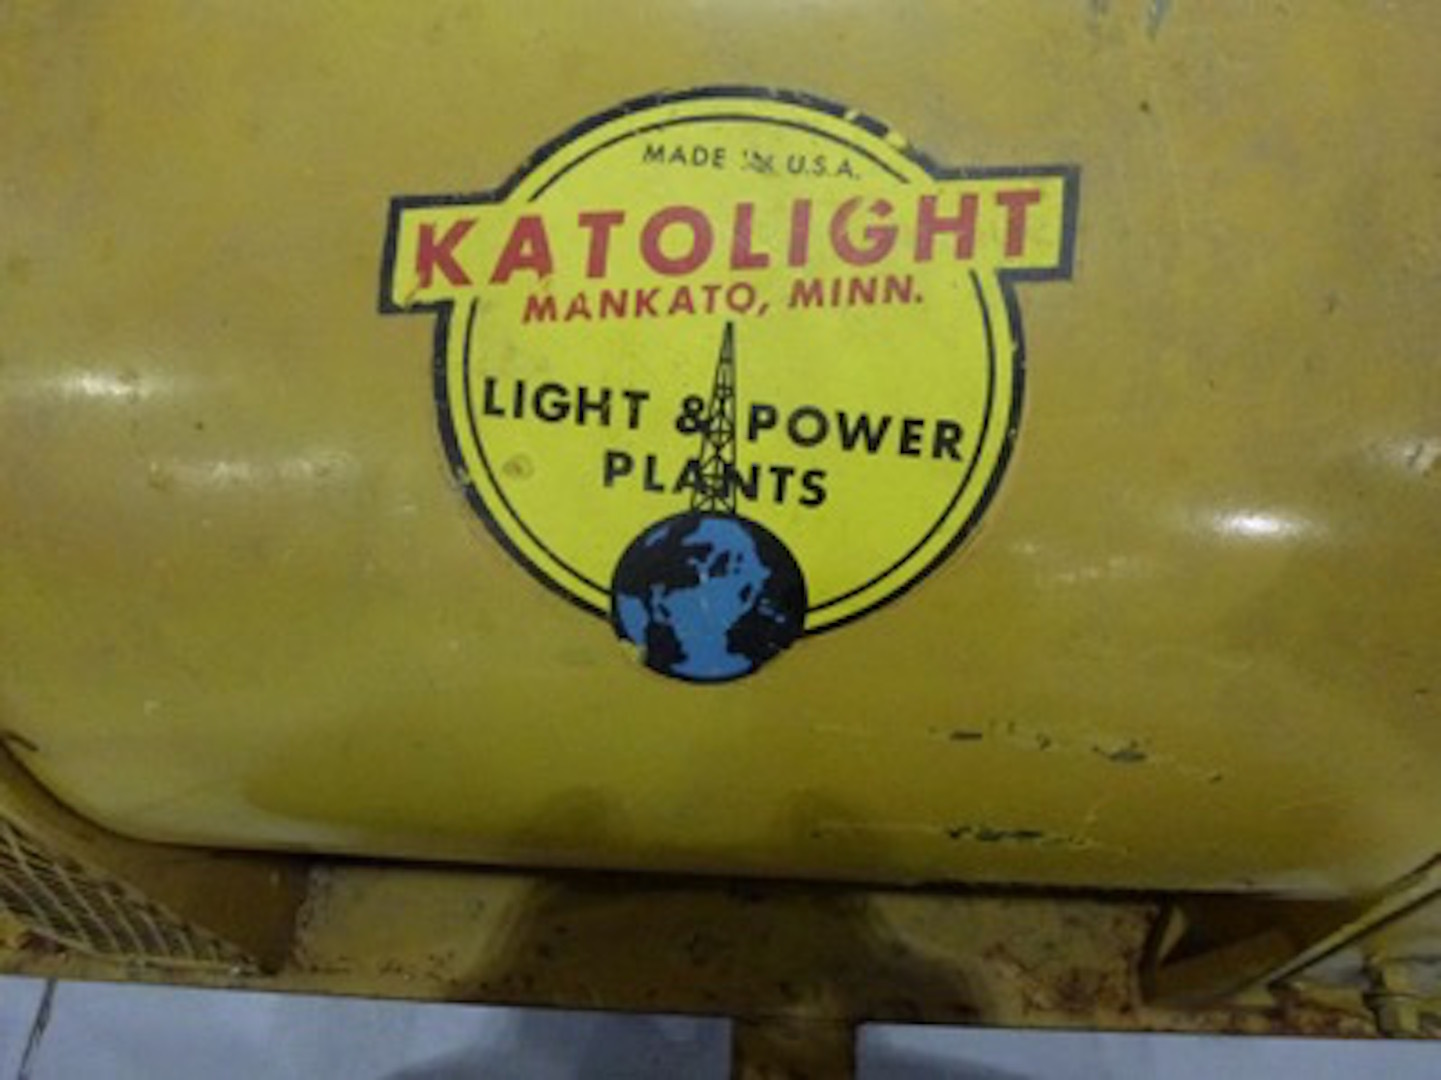 MADE IN U.S.A.
KATOLIGHT
MANKATO, MINN.
LIGHT & POWER
PLANTS